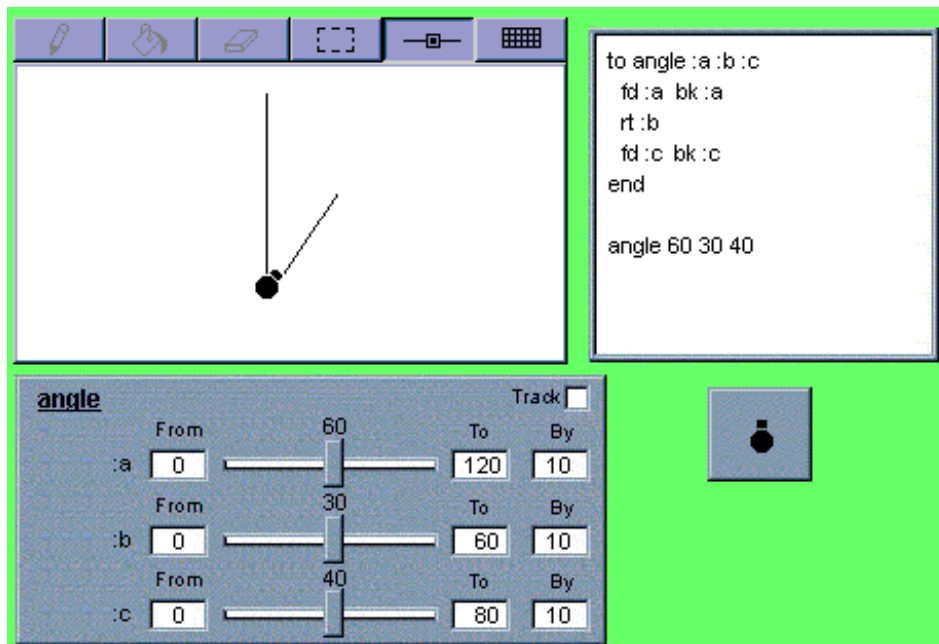 to angle :a :b :c
fd :a bk :a
rt :b
fd :c bk :c
end
angle 60 30 40
angle Track
From 60 To By
:a 0 120 10
From 30 To By
:b 0 60 10
From 40 To By
:c 0 80 10